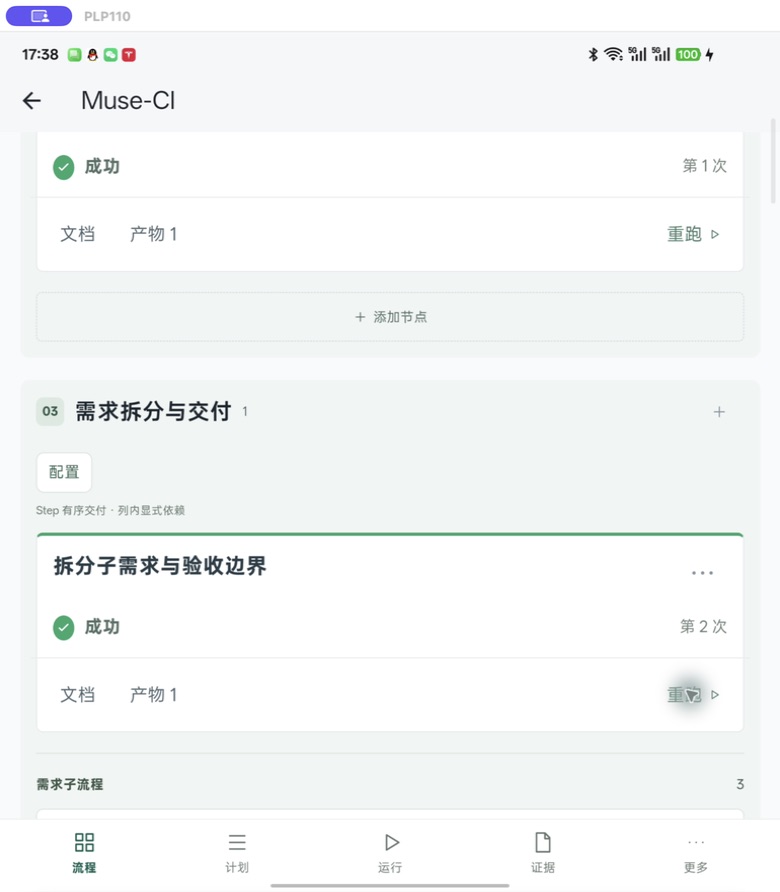 PLP110
17:38
5G 5G 100
Muse-CI
成功 第 1 次
文档 产物 1 重跑
+ 添加节点
03 需求拆分与交付 1 +
配置
Step 有序交付 · 列内显式依赖
拆分子需求与验收边界 ...
成功 第 2 次
文档 产物 1 重跑
需求子流程 3
流程 计划 运行 证据 更多